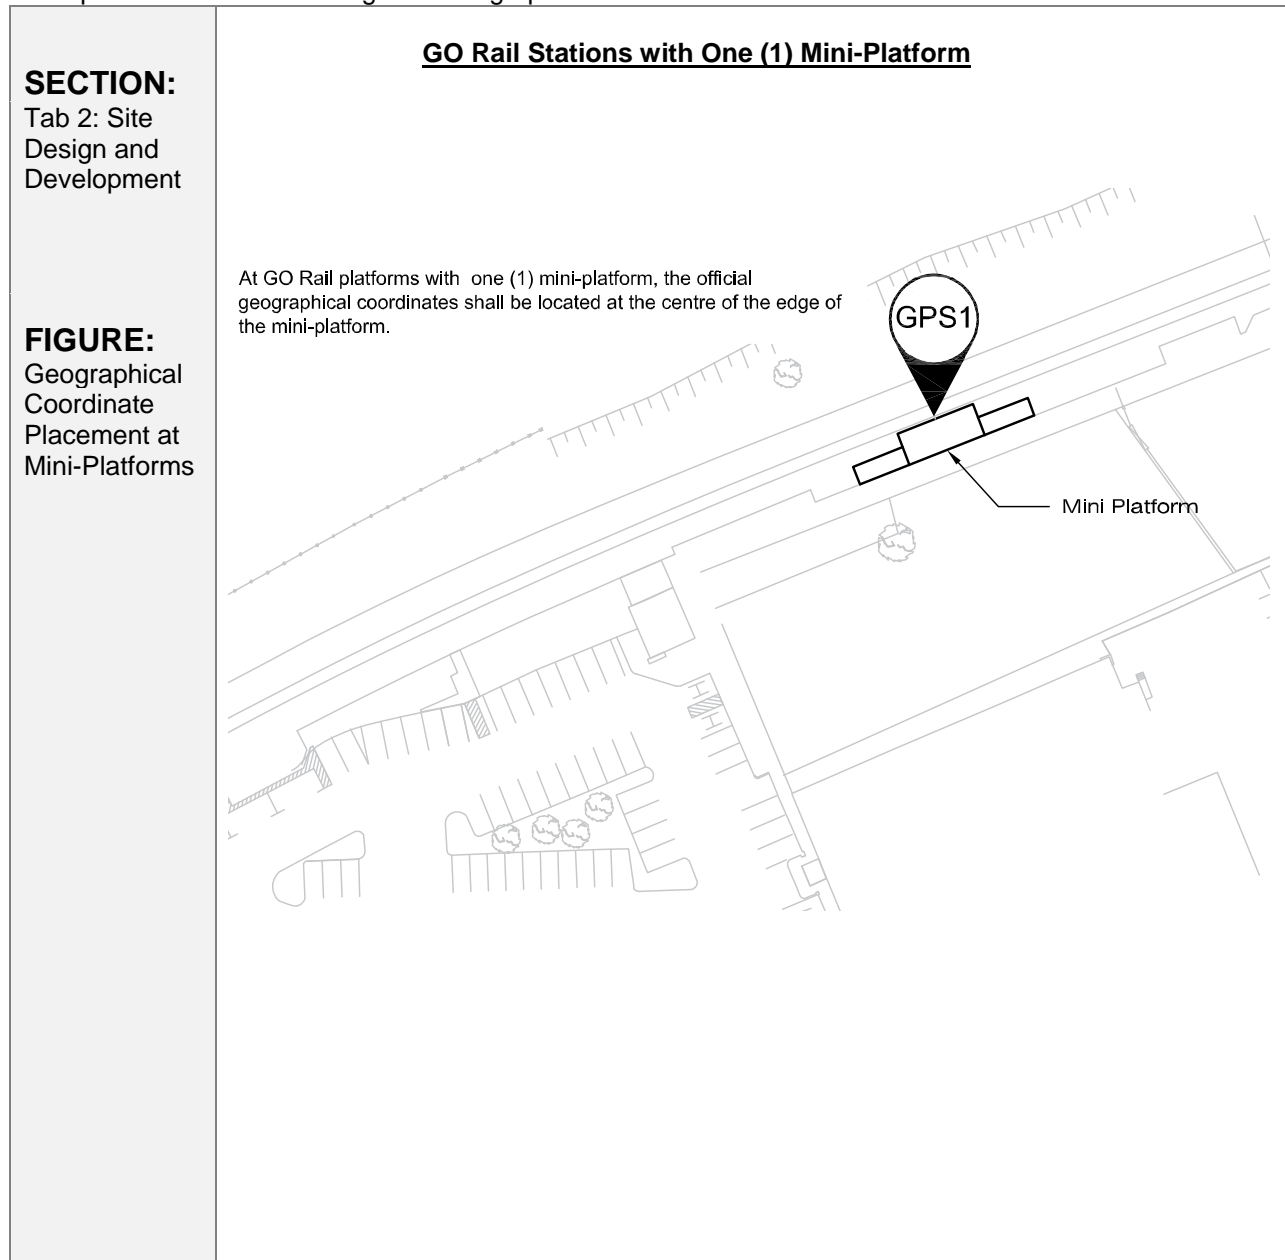 SECTION:
Tab 2: Site
Design and
Development
FIGURE:
Geographical
Coordinate
Placement at
Mini-Platforms
GO Rail Stations with One (1) Mini-Platform
At GO Rail platforms with one (1) mini-platform, the official
geographical coordinates shall be located at the centre of the edge of
the mini-platform.
GPS1
Mini Platform